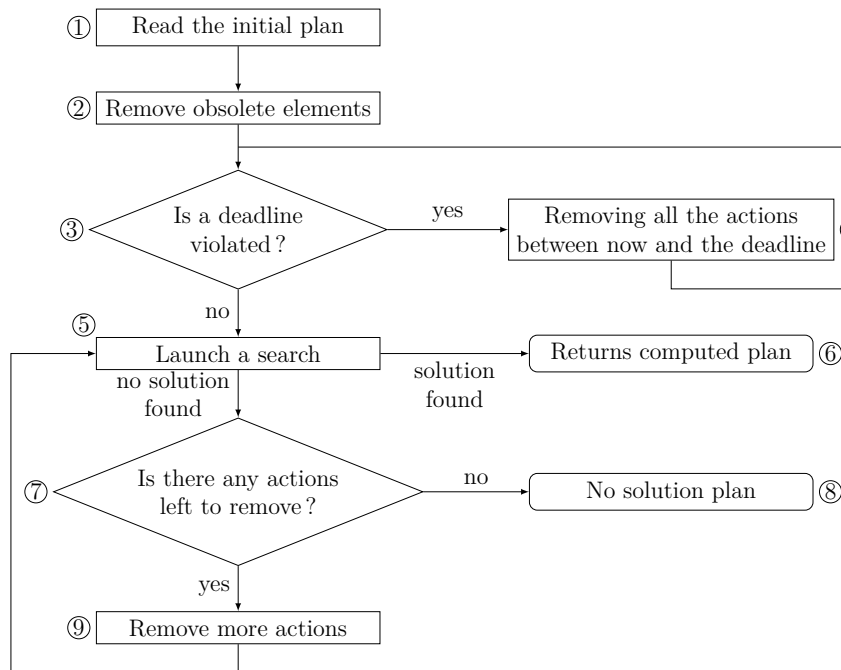 ① Read the initial plan
② Remove obsolete elements
③ Is a deadline
violated ?
yes
Removing all the actions
between now and the deadline
no
⑤
Launch a search
Returns computed plan ⑥
no solution
found
solution
found
⑦ Is there any actions
left to remove ?
no
No solution plan ⑧
yes
⑨ Remove more actions